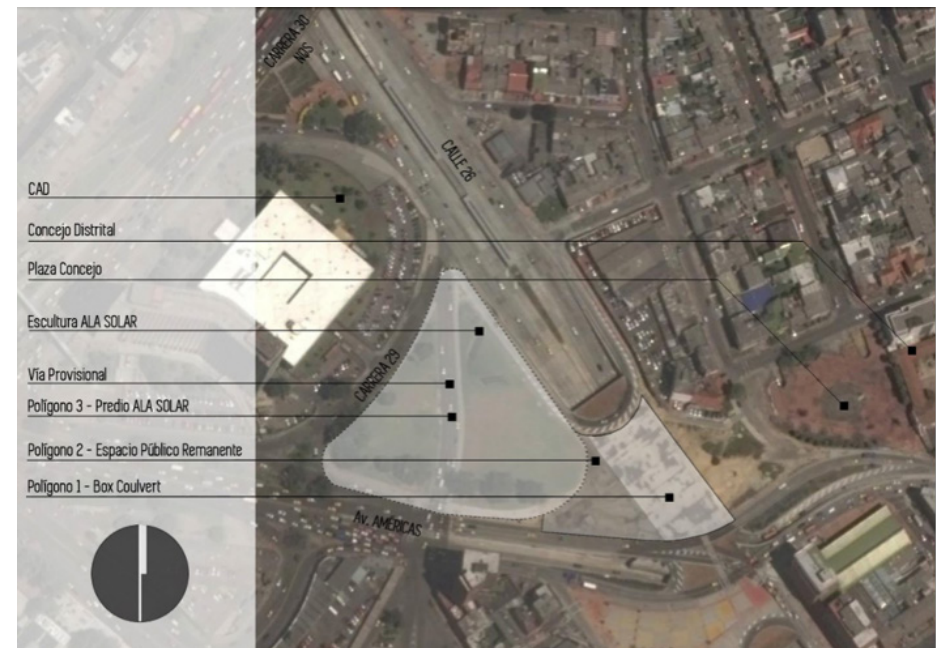 CARRERA 30
NQS
CALLE 26
CAD
Concejo Distrital
Plaza Concejo
Escultura ALA SOLAR
CARRERA 29
Vía Provisional
Polígono 3 - Predio ALA SOLAR
Polígono 2 - Espacio Público Remanente
Polígono 1 - Box Coulvert
Av. AMÉRICAS